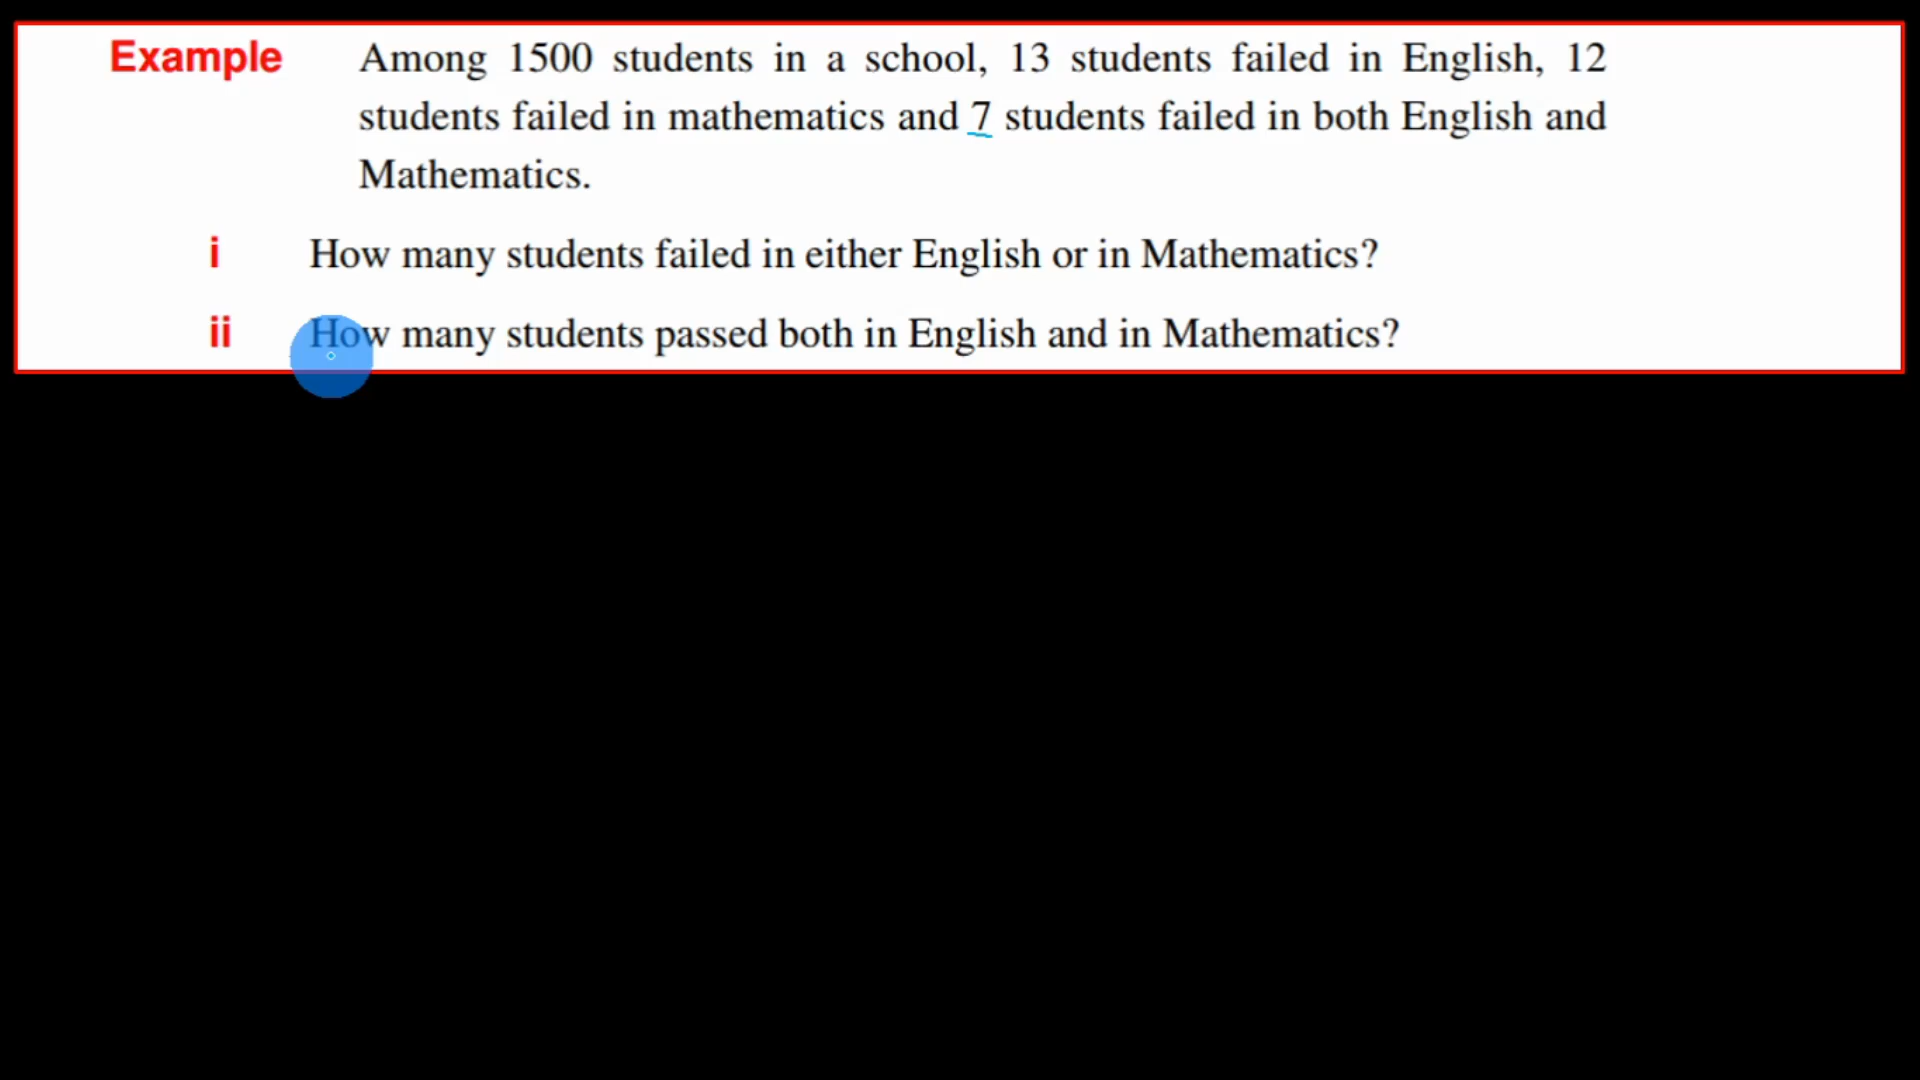 Example Among 1500 students in a school, 13 students failed in English, 12
students failed in mathematics and 7 students failed in both English and
Mathematics.
i How many students failed in either English or in Mathematics?
ii How many students passed both in English and in Mathematics?